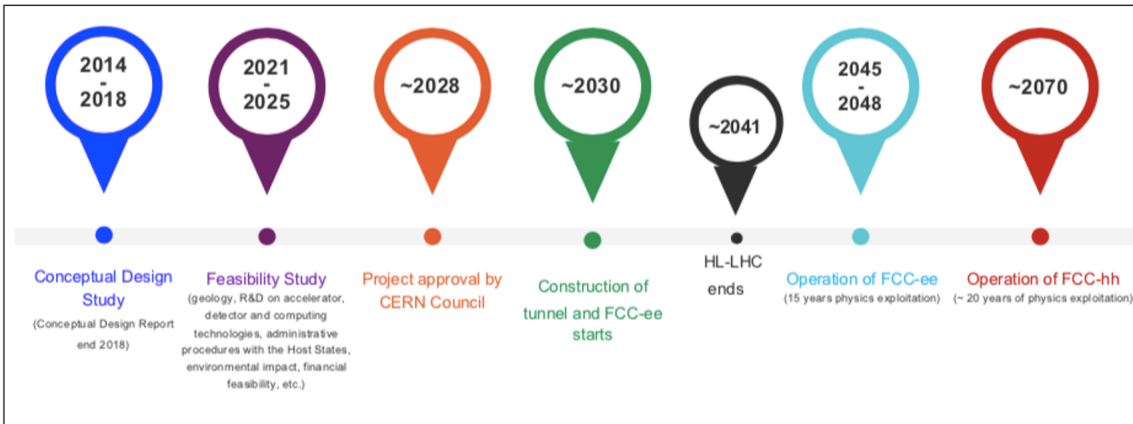 2014
-
2018
2021
-
2025
~2028
~2030
~2041
2045
-
2048
~2070
Conceptual Design
Study
(Conceptual Design Report
end 2018)
Feasibility Study
(geology, R&D on accelerator,
detector and computing
technologies, administrative
procedures with the Host States,
environmental impact, financial
feasibility, etc.)
Project approval by
CERN Council
Construction of
tunnel and FCC-ee
starts
HL-LHC
ends
Operation of FCC-ee
(15 years physics exploitation)
Operation of FCC-hh
(~ 20 years of physics exploitation)